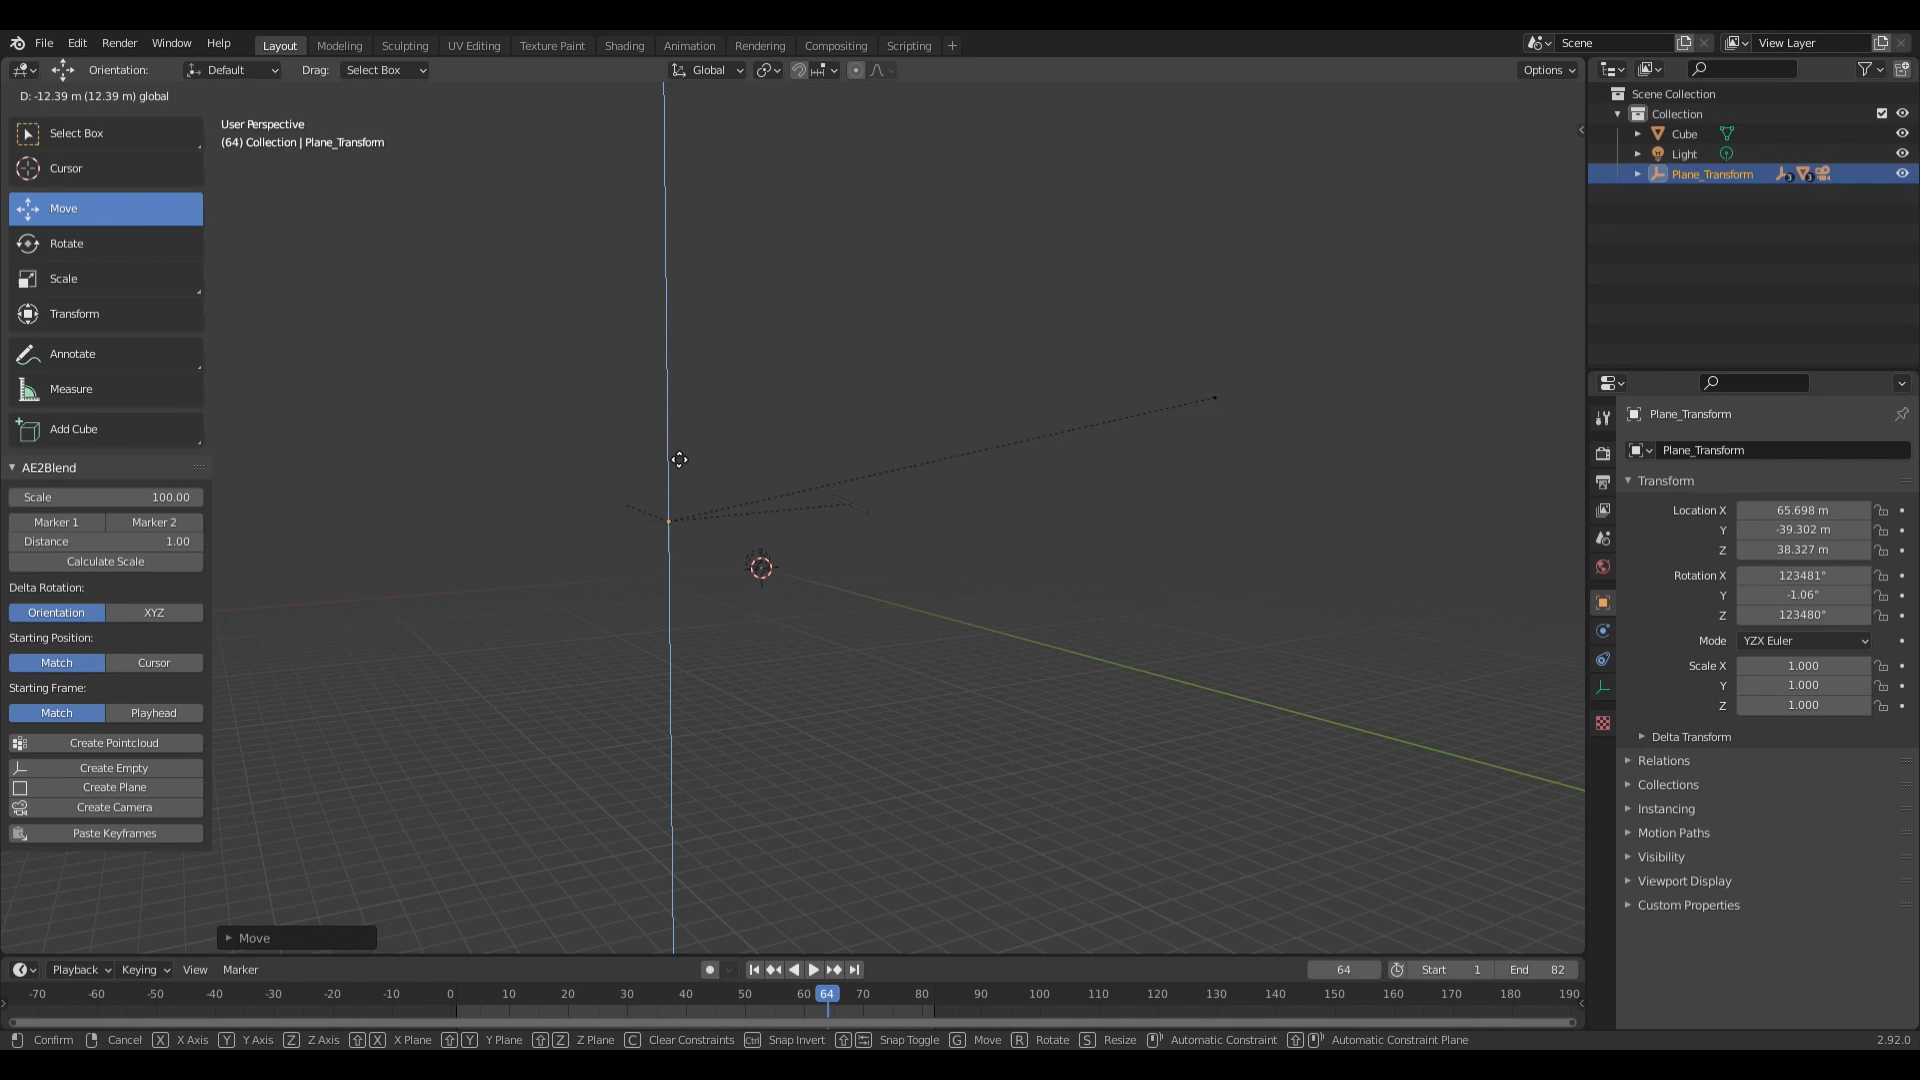 File Edit Render Window Help Layout Modeling Sculpting UV Editing Texture Paint Shading Animation Rendering Compositing Scripting + Scene View Layer
Orientation: Default Drag: Select Box Global Options
D: -12.39 m (12.39 m) global
User Perspective
(64) Collection | Plane_Transform
Select Box
Cursor
Move
Rotate
Scale
Transform
Annotate
Measure
Add Cube
AE2Blend
Scale 100.00
Marker 1 Marker 2
Distance 1.00
Calculate Scale
Delta Rotation:
Orientation XYZ
Starting Position:
Match Cursor
Starting Frame:
Match Playhead
Create Pointcloud
Create Empty
Create Plane
Create Camera
Paste Keyframes
Move
Scene Collection
Collection
Cube
Light
Plane_Transform 3 3
Plane_Transform
Plane_Transform
Transform
Location X 65.698 m
Y -39.302 m
Z 38.327 m
Rotation X 123481°
Y -1.06°
Z 123480°
Mode YZX Euler
Scale X 1.000
Y 1.000
Z 1.000
Delta Transform
Relations
Collections
Instancing
Motion Paths
Visibility
Viewport Display
Custom Properties
Playback Keying View Marker 64 Start 1 End 82
-70 -60 -50 -40 -30 -20 -10 0 10 20 30 40 50 60 64 70 80 90 100 110 120 130 140 150 160 170 180 190
Confirm Cancel X X Axis Y Y Axis Z Z Axis X X Plane Y Y Plane Z Z Plane C Clear Constraints Ctrl Snap Invert Snap Toggle G Move R Rotate S Resize Automatic Constraint Automatic Constraint Plane 2.92.0